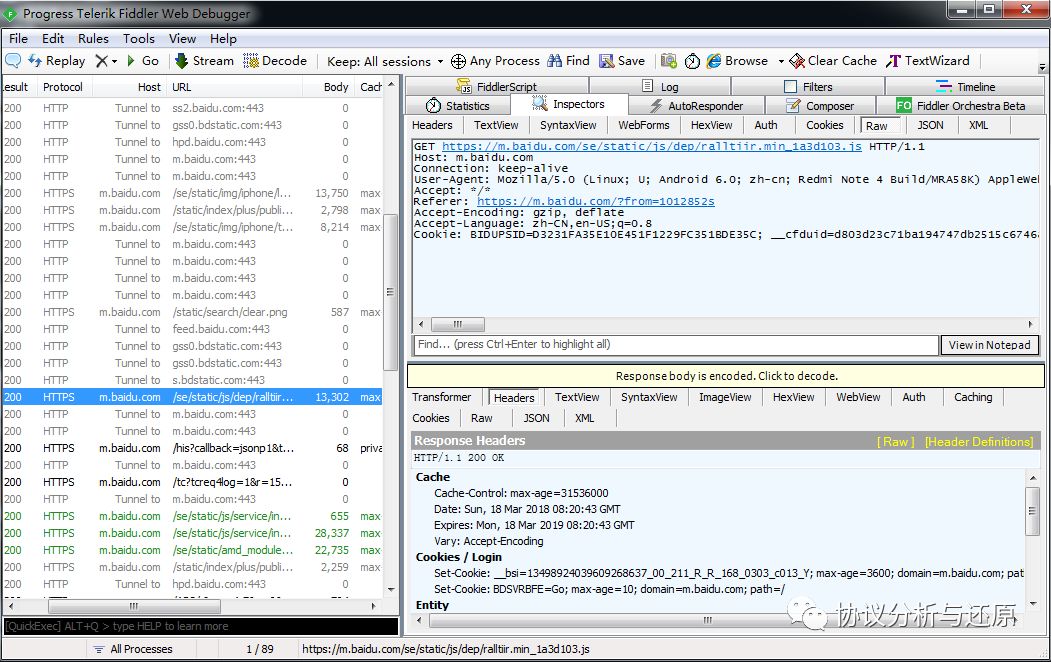 Progress Telerik Fiddler Web Debugger
File Edit Rules Tools View Help
Replay Go Stream Decode Keep: All sessions Any Process Find Save Browse Clear Cache TextWizard
esult Protocol Host URL Body Cach
200 HTTP Tunnel to ss2.baidu.com:443 0
200 HTTP Tunnel to gss0.bdstatic.com:443 0
200 HTTP Tunnel to hpd.baidu.com:443 0
200 HTTP Tunnel to m.baidu.com:443 0
200 HTTP Tunnel to m.baidu.com:443 0
200 HTTPS m.baidu.com /se/static/img/iphone/l... 13,750 max
200 HTTPS m.baidu.com /static/index/plus/publi... 2,798 max
200 HTTPS m.baidu.com /se/static/img/iphone/t... 8,214 max
200 HTTP Tunnel to m.baidu.com:443 0
200 HTTP Tunnel to m.baidu.com:443 0
200 HTTP Tunnel to m.baidu.com:443 0
200 HTTP Tunnel to m.baidu.com:443 0
200 HTTPS m.baidu.com /static/search/clear.png 587 max
200 HTTP Tunnel to feed.baidu.com:443 0
200 HTTP Tunnel to gss0.bdstatic.com:443 0
200 HTTP Tunnel to gss0.bdstatic.com:443 0
200 HTTP Tunnel to s.bdstatic.com:443 0
200 HTTPS m.baidu.com /se/static/js/dep/ralltiir... 13,302 max
200 HTTP Tunnel to m.baidu.com:443 0
200 HTTP Tunnel to m.baidu.com:443 0
200 HTTPS m.baidu.com /his?callback=jsonp1&t... 68 priva
200 HTTP Tunnel to m.baidu.com:443 0
200 HTTPS m.baidu.com /tc?tcreq4log=1&r=15... 0
200 HTTP Tunnel to m.baidu.com:443 0
200 HTTPS m.baidu.com /se/static/js/service/in... 655 max
200 HTTPS m.baidu.com /se/static/js/service/in... 28,337 max
200 HTTPS m.baidu.com /se/static/amd_module... 22,735 max
200 HTTPS m.baidu.com /static/index/plus/publi... 2,259 max
200 HTTP Tunnel to hpd.baidu.com:443 0
[QuickExec] ALT+Q > type HELP to learn more
FiddlerScript Log Filters Timeline
Statistics Inspectors AutoResponder Composer FO Fiddler Orchestra Beta
Headers TextView SyntaxView WebForms HexView Auth Cookies Raw JSON XML
GET https://m.baidu.com/se/static/js/dep/ralltiir.min_1a3d103.js HTTP/1.1
Host: m.baidu.com
Connection: keep-alive
User-Agent: Mozilla/5.0 (Linux; U; Android 6.0; zh-cn; Redmi Note 4 Build/MRA58K) AppleWeb
Accept: */*
Referer: https://m.baidu.com/?from=1012852s
Accept-Encoding: gzip, deflate
Accept-Language: zh-CN,en-US;q=0.8
Cookie: BIDUPSID=D3231FA35E10E451F1229FC351BDE35C; __cfduid=d803d23c71ba194747db2515c6746
Find... (press Ctrl+Enter to highlight all) View in Notepad
Response body is encoded. Click to decode.
Transformer Headers TextView SyntaxView ImageView HexView WebView Auth Caching
Cookies Raw JSON XML
Response Headers [ Raw ] [Header Definitions]
HTTP/1.1 200 OK
Cache
Cache-Control: max-age=31536000
Date: Sun, 18 Mar 2018 08:20:43 GMT
Expires: Mon, 18 Mar 2019 08:20:43 GMT
Vary: Accept-Encoding
Cookies / Login
Set-Cookie: __bsi=13498924039609268637_00_211_R_R_168_0303_c013_Y; max-age=3600; domain=m.baidu.com; pat
Set-Cookie: BDSVRBFE=Go; max-age=10; domain=m.baidu.com; path=/
Entity
协议分析与还原
All Processes 1 / 89 https://m.baidu.com/se/static/js/dep/ralltiir.min_1a3d103.js